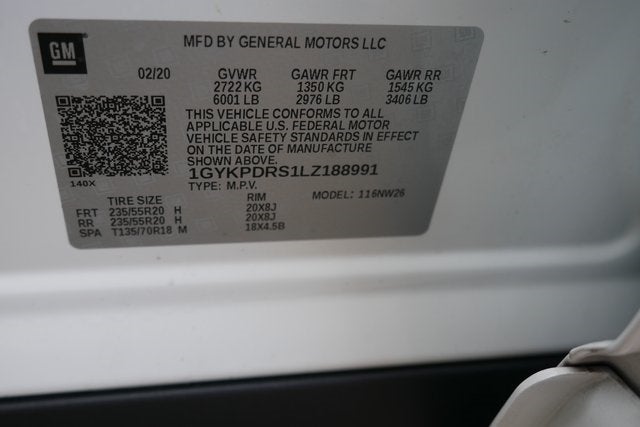 GM
MFD BY GENERAL MOTORS LLC
02/20 GVWR GAWR FRT GAWR RR
2722 KG 1350 KG 1545 KG
6001 LB 2976 LB 3406 LB
THIS VEHICLE CONFORMS TO ALL
APPLICABLE U.S. FEDERAL MOTOR
VEHICLE SAFETY STANDARDS IN EFFECT
ON THE DATE OF MANUFACTURE
SHOWN ABOVE.
140X 1GYKPDRS1LZ188991
TYPE: M.P.V. MODEL: 116NW26
TIRE SIZE RIM
FRT 235/55R20 H 20X8J
RR 235/55R20 H 20X8J
SPA T135/70R18 M 18X4.5B